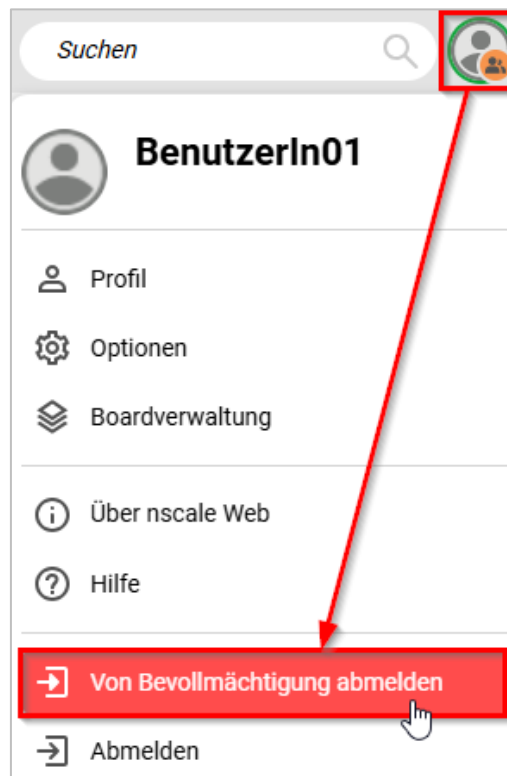 Suchen
BenutzerIn01
Profil
Optionen
Boardverwaltung
Über nscale Web
Hilfe
Von Bevollmächtigung abmelden
Abmelden